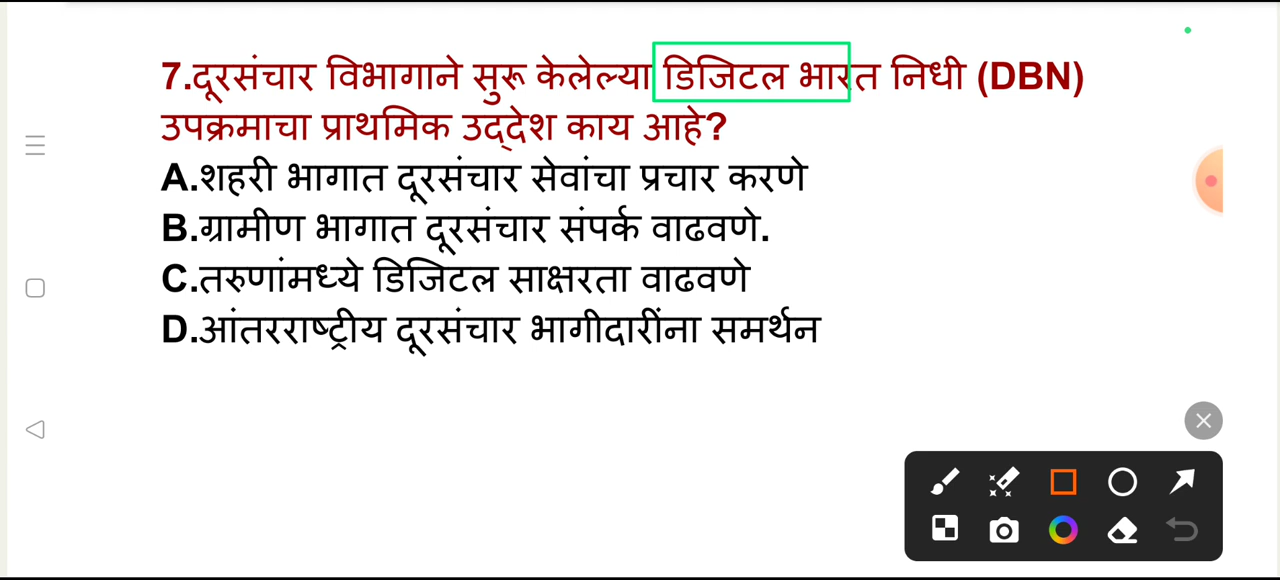 7.दूरसंचार विभागाने सुरू केलेल्या डिजिटल भारत निधी (DBN)
उपक्रमाचा प्राथमिक उद्‌देश काय आहे?
A.शहरी भागात दूरसंचार सेवांचा प्रचार करणे
B.ग्रामीण भागात दूरसंचार संपर्क वाढवणे.
C.तरुणांमध्ये डिजिटल साक्षरता वाढवणे
D.आंतरराष्ट्रीय दूरसंचार भागीदारींना समर्थन